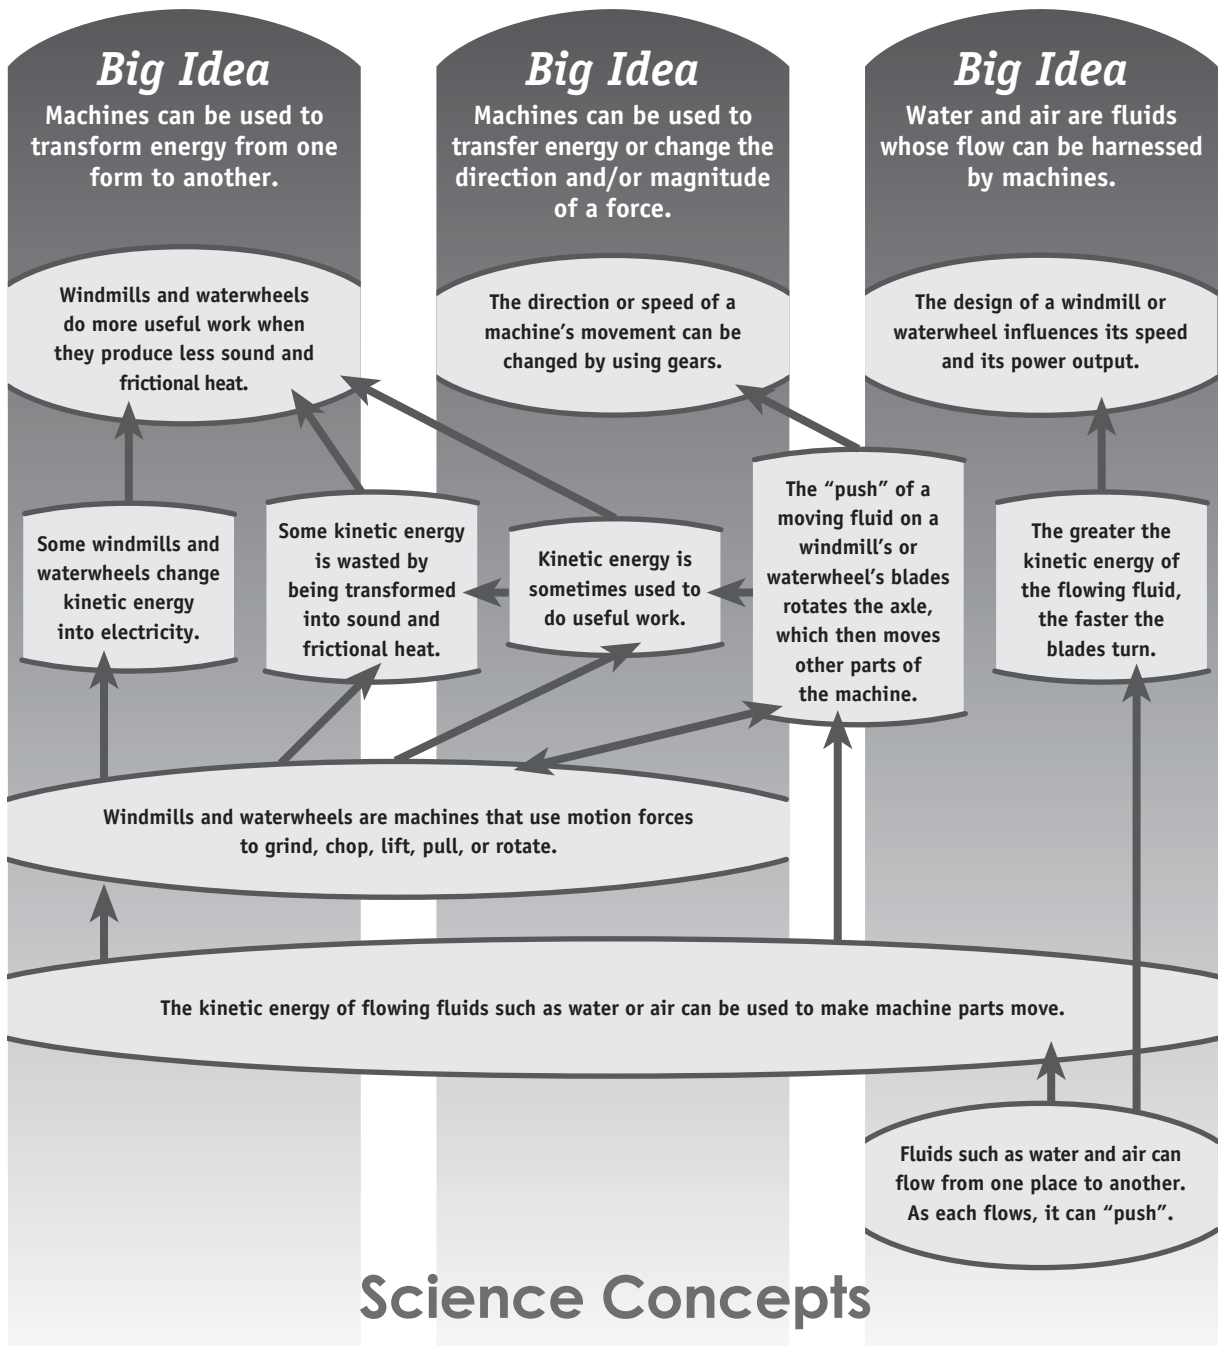 Big Idea
Machines can be used to
transform energy from one
form to another.
Big Idea
Machines can be used to
transfer energy or change the
direction and/or magnitude
of a force.
Big Idea
Water and air are fluids
whose flow can be harnessed
by machines.
Windmills and waterwheels
do more useful work when
they produce less sound and
frictional heat.
The direction or speed of a
machine’s movement can be
changed by using gears.
The design of a windmill or
waterwheel influences its speed
and its power output.
Some windmills and
waterwheels change
kinetic energy
into electricity.
Some kinetic energy
is wasted by
being transformed
into sound and
frictional heat.
Kinetic energy is
sometimes used to
do useful work.
The “push” of a
moving fluid on a
windmill’s or
waterwheel’s blades
rotates the axle,
which then moves
other parts of
the machine.
The greater the
kinetic energy of
the flowing fluid,
the faster the
blades turn.
Windmills and waterwheels are machines that use motion forces
to grind, chop, lift, pull, or rotate.
The kinetic energy of flowing fluids such as water or air can be used to make machine parts move.
Fluids such as water and air can
flow from one place to another.
As each flows, it can “push”.
Science Concepts